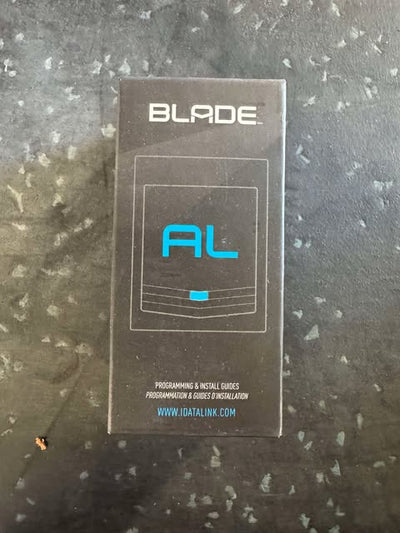 BLADE
AL
PROGRAMMING & INSTALL GUIDES
PROGRAMMATION & GUIDES D'INSTALLATION
WWW.IDATALINK.COM